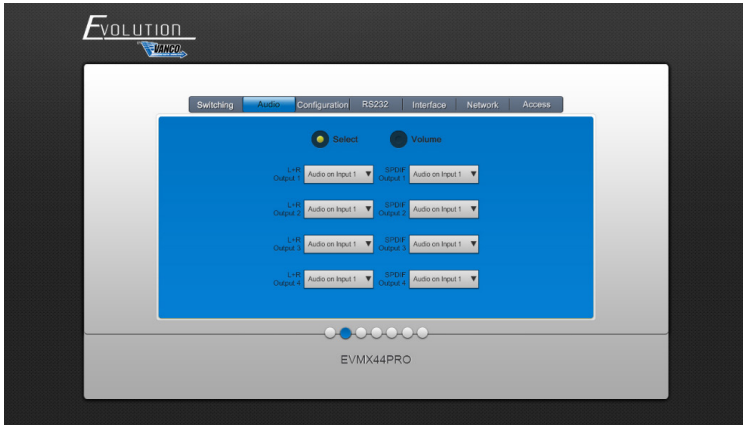 EVOLUTION
VANCO
Switching Audio Configuration RS232 Interface Network Access
Select Volume
L+R Output 1 Audio on Input 1 SPDIF Output 1 Audio on Input 1
L+R Output 2 Audio on Input 1 SPDIF Output 2 Audio on Input 1
L+R Output 3 Audio on Input 1 SPDIF Output 3 Audio on Input 1
L+R Output 4 Audio on Input 1 SPDIF Output 4 Audio on Input 1
EVMX44PRO